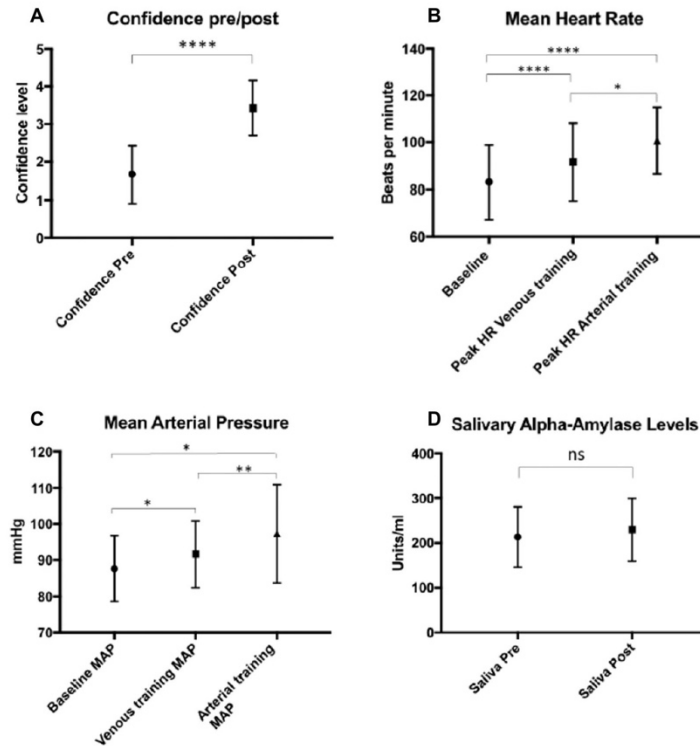 A
Confidence pre/post
****
Confidence level
5
4
3
2
1
0
Confidence Pre
Confidence Post
B
Mean Heart Rate
****
****
*
Beats per minute
140
120
100
80
60
Baseline
Peak HR Venous training
Peak HR Arterial training
C
Mean Arterial Pressure
*
*
**
mmHg
120
110
100
90
80
70
Baseline MAP
Venous training MAP
Arterial training
MAP
D
Salivary Alpha-Amylase Levels
ns
Units/ml
400
300
200
100
0
Saliva Pre
Saliva Post